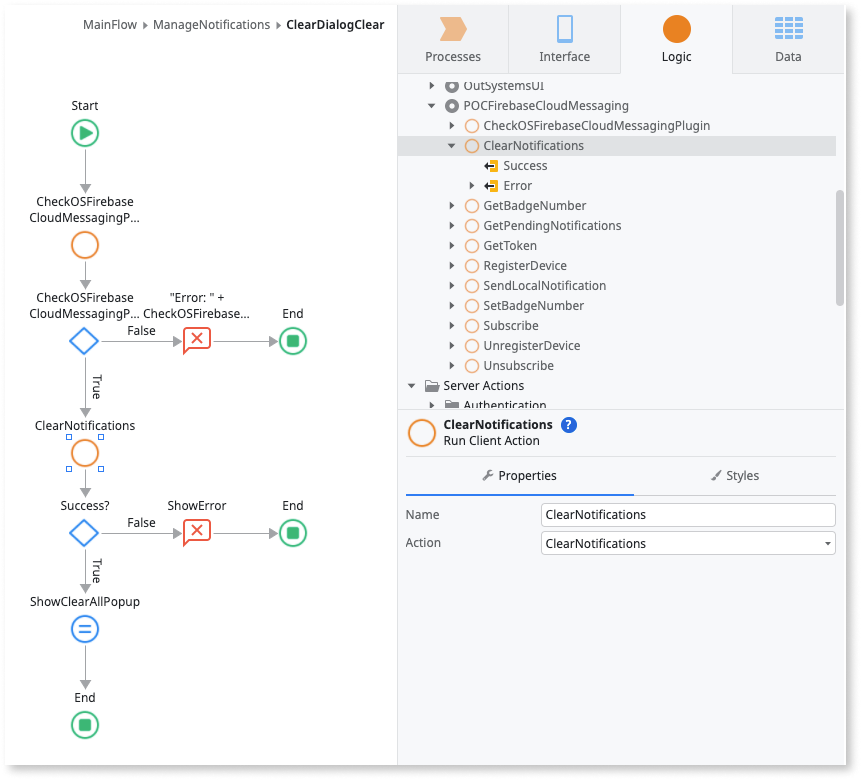 MainFlow ▸ ManageNotifications ▸ ClearDialogClear
Start
CheckOSFirebase
CloudMessagingP...
CheckOSFirebase
CloudMessagingP...
"Error: " +
CheckOSFirebase...
End
False
True
ClearNotifications
Success?
False
ShowError
End
True
ShowClearAllPopup
End
Processes
Interface
Logic
Data
OutSystemsUI
POCFirebaseCloudMessaging
CheckOSFirebaseCloudMessagingPlugin
ClearNotifications
Success
Error
GetBadgeNumber
GetPendingNotifications
GetToken
RegisterDevice
SendLocalNotification
SetBadgeNumber
Subscribe
UnregisterDevice
Unsubscribe
Server Actions
Authentication
ClearNotifications ?
Run Client Action
Properties
Styles
Name ClearNotifications
Action ClearNotifications